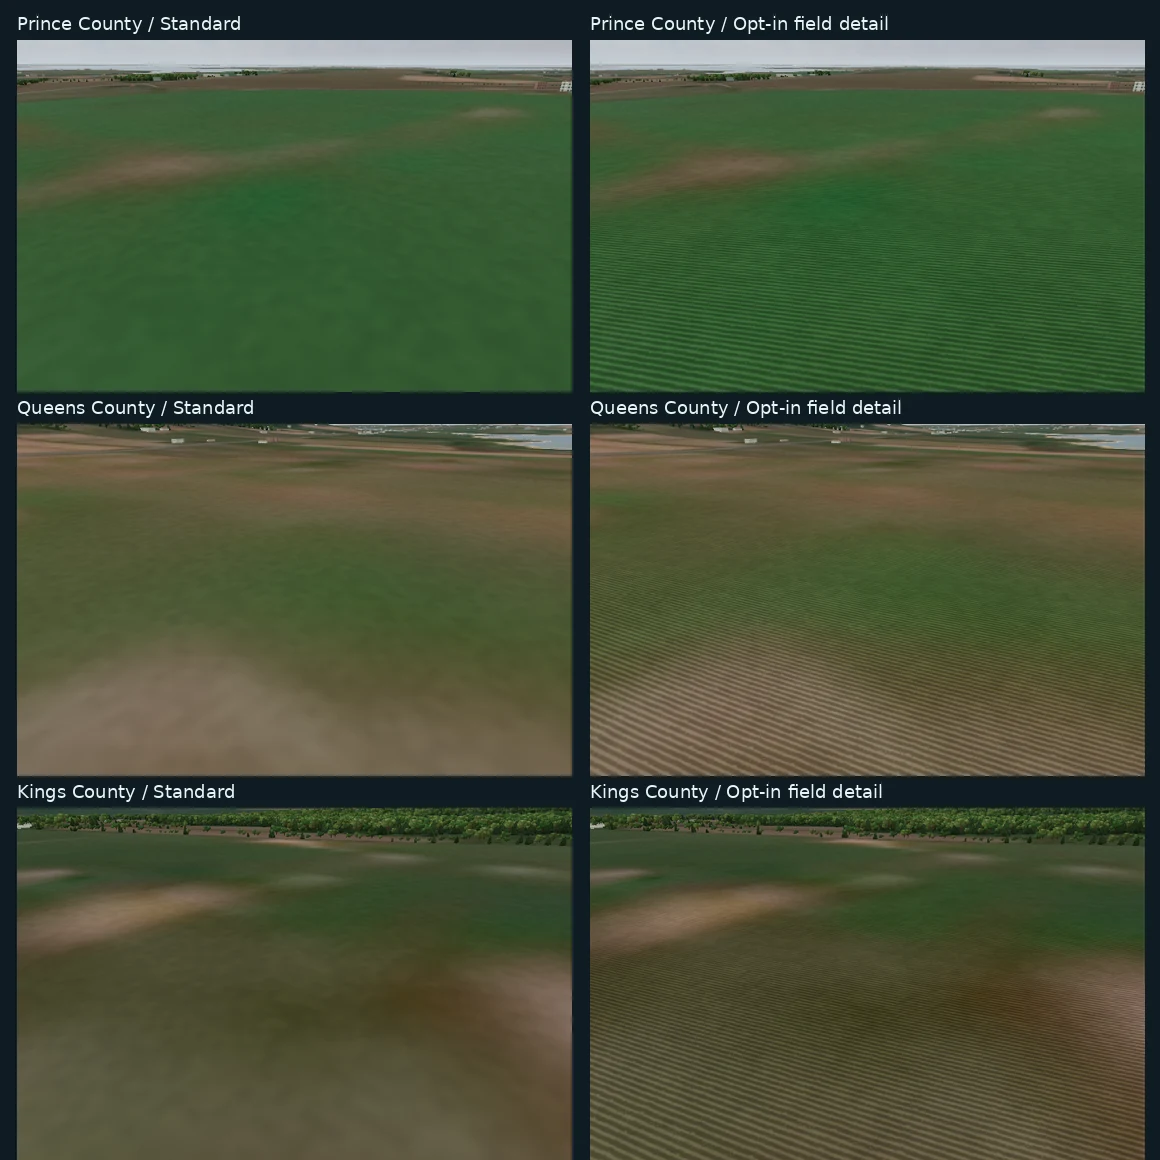 Prince County / Standard
Prince County / Opt-in field detail
Queens County / Standard
Queens County / Opt-in field detail
Kings County / Standard
Kings County / Opt-in field detail